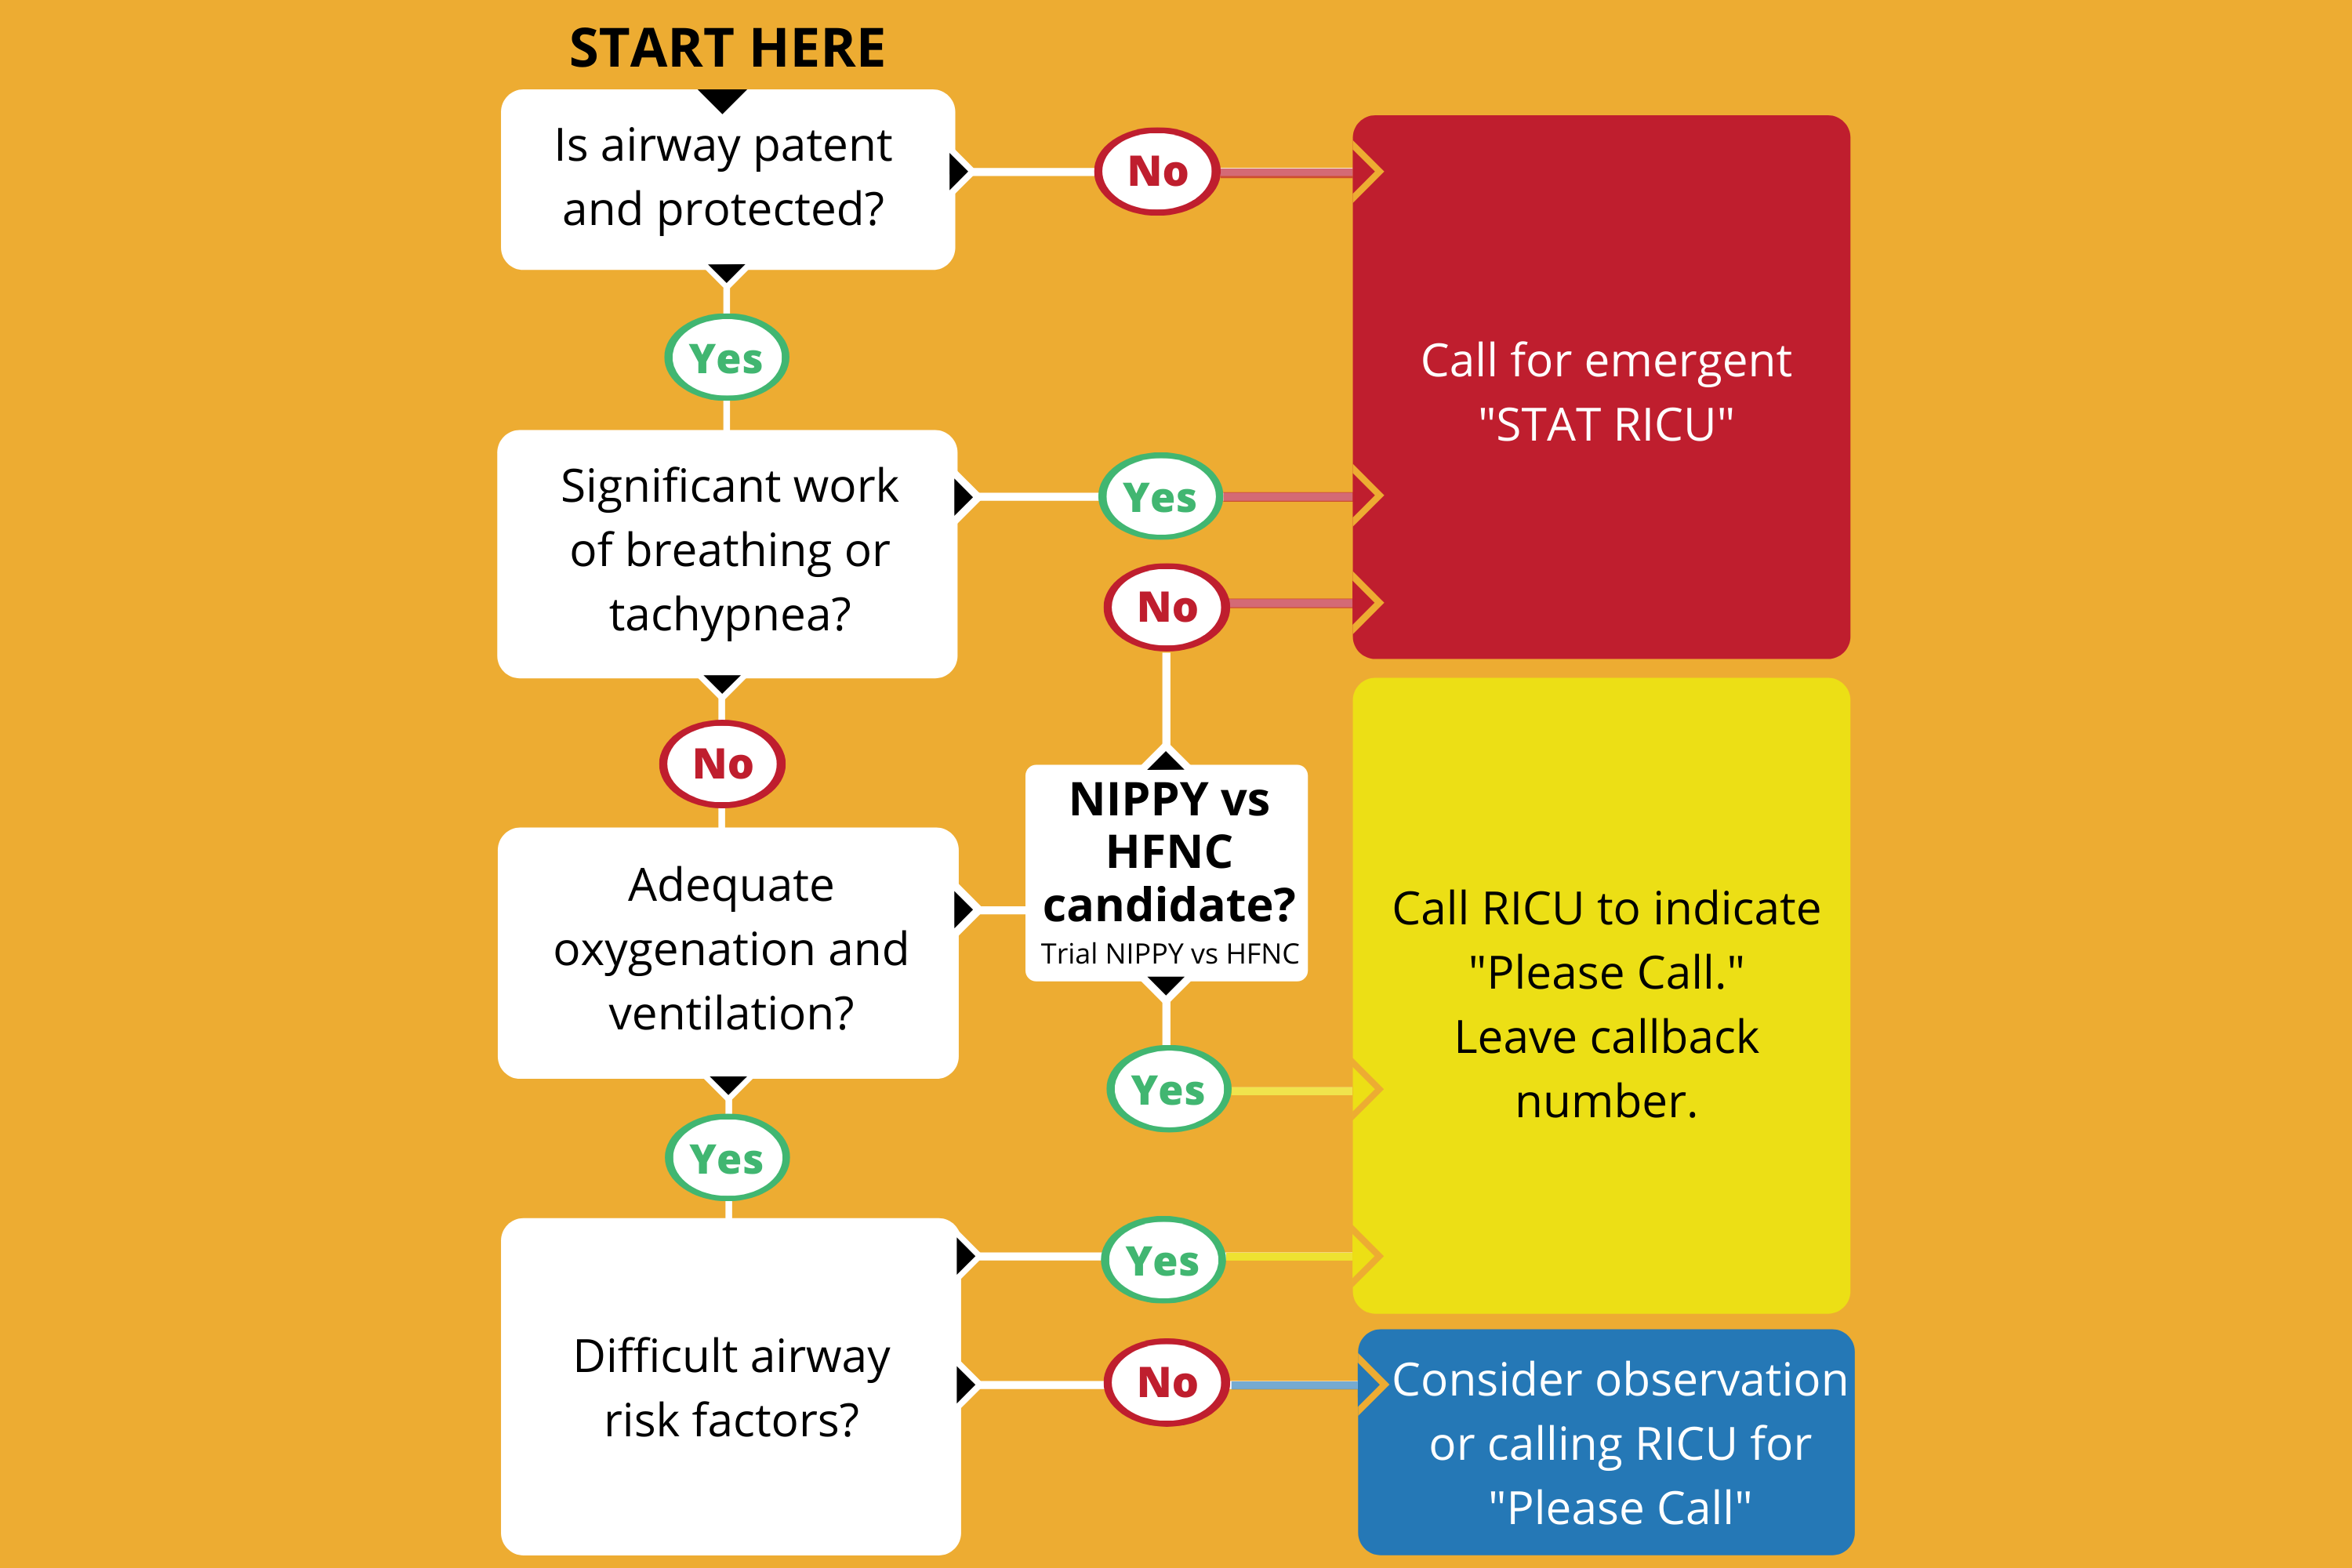 START HERE
Is airway patent
and protected?
No
Yes
Call for emergent
"STAT RICU"
Significant work
of breathing or
tachypnea?
Yes
No
No
NIPPY vs
HFNC
candidate?
Trial NIPPY vs HFNC
Adequate
oxygenation and
ventilation?
Call RICU to indicate
"Please Call."
Leave callback
number.
Yes
Yes
Yes
Difficult airway
risk factors?
No
Consider observation
or calling RICU for
"Please Call"